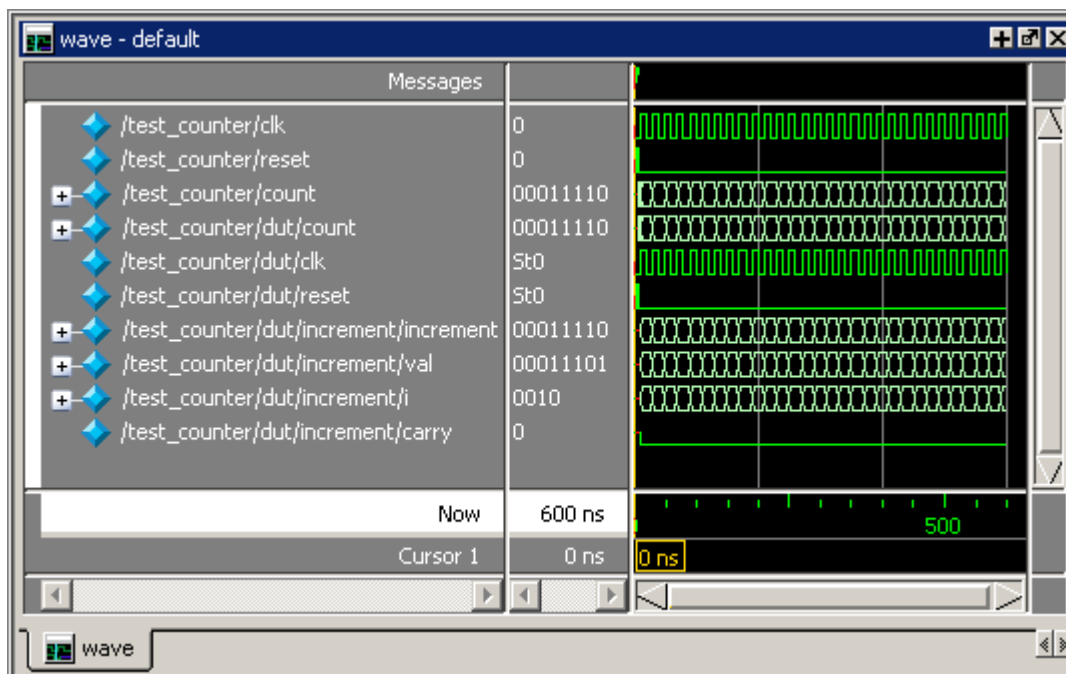 wave - default
Messages
/test_counter/clk 0
/test_counter/reset 0
/test_counter/count 00011110
/test_counter/dut/count 00011110
/test_counter/dut/clk St0
/test_counter/dut/reset St0
/test_counter/dut/increment/increment 00011110
/test_counter/dut/increment/val 00011101
/test_counter/dut/increment/i 0010
/test_counter/dut/increment/carry 0
Now 600 ns 500
Cursor 1 0 ns 0 ns
wave